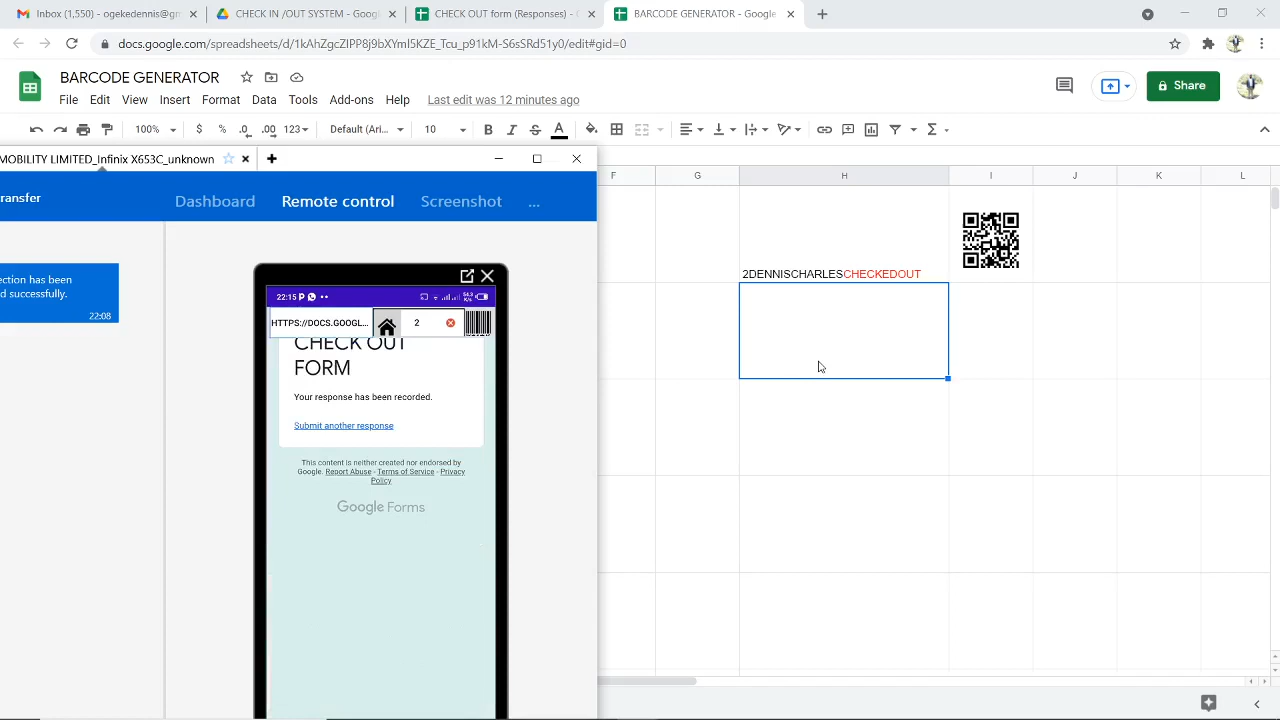 Inbox (1,550) - ogekedennis@gm
CHECK IN /OUT SYSTEM - Googl
CHECK OUT form (Responses) - G
BARCODE GENERATOR - Google
docs.google.com/spreadsheets/d/1kAhZgcZIPP8j9bXYml5KZE_Tcu_p91kM-S6sSRd51y0/edit#gid=0
BARCODE GENERATOR
File Edit View Insert Format Data Tools Add-ons Help Last edit was 12 minutes ago
Share
100% $ % .0 .00 123 Default (Ari... 10 B I S A
MOBILITY LIMITED_Infinix X653C_unknown
ransfer
Dashboard Remote control Screenshot ...
F G H I J K L
ection has been
d successfully.
22:08
22:15
54.3
K/s
HTTPS://DOCS.GOOGL...
2
CHECK OUT
FORM
Your response has been recorded.
Submit another response
This content is neither created nor endorsed by
Google. Report Abuse - Terms of Service - Privacy
Policy
Google Forms
2DENNISCHARLESCHECKEDOUT